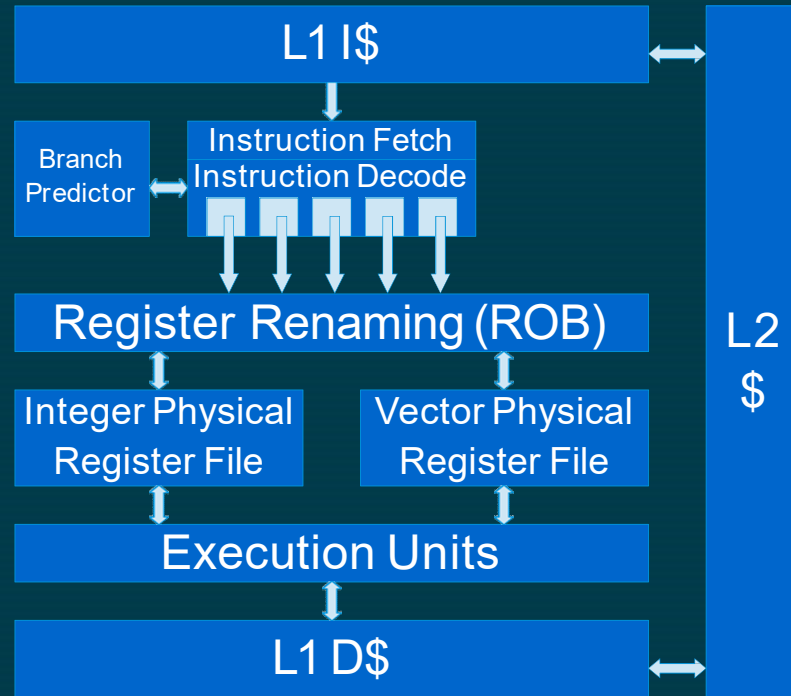 L1 I$
Branch
Predictor
Instruction Fetch
Instruction Decode
Register Renaming (ROB)
Integer Physical
Register File
Vector Physical
Register File
Execution Units
L1 D$
L2
$